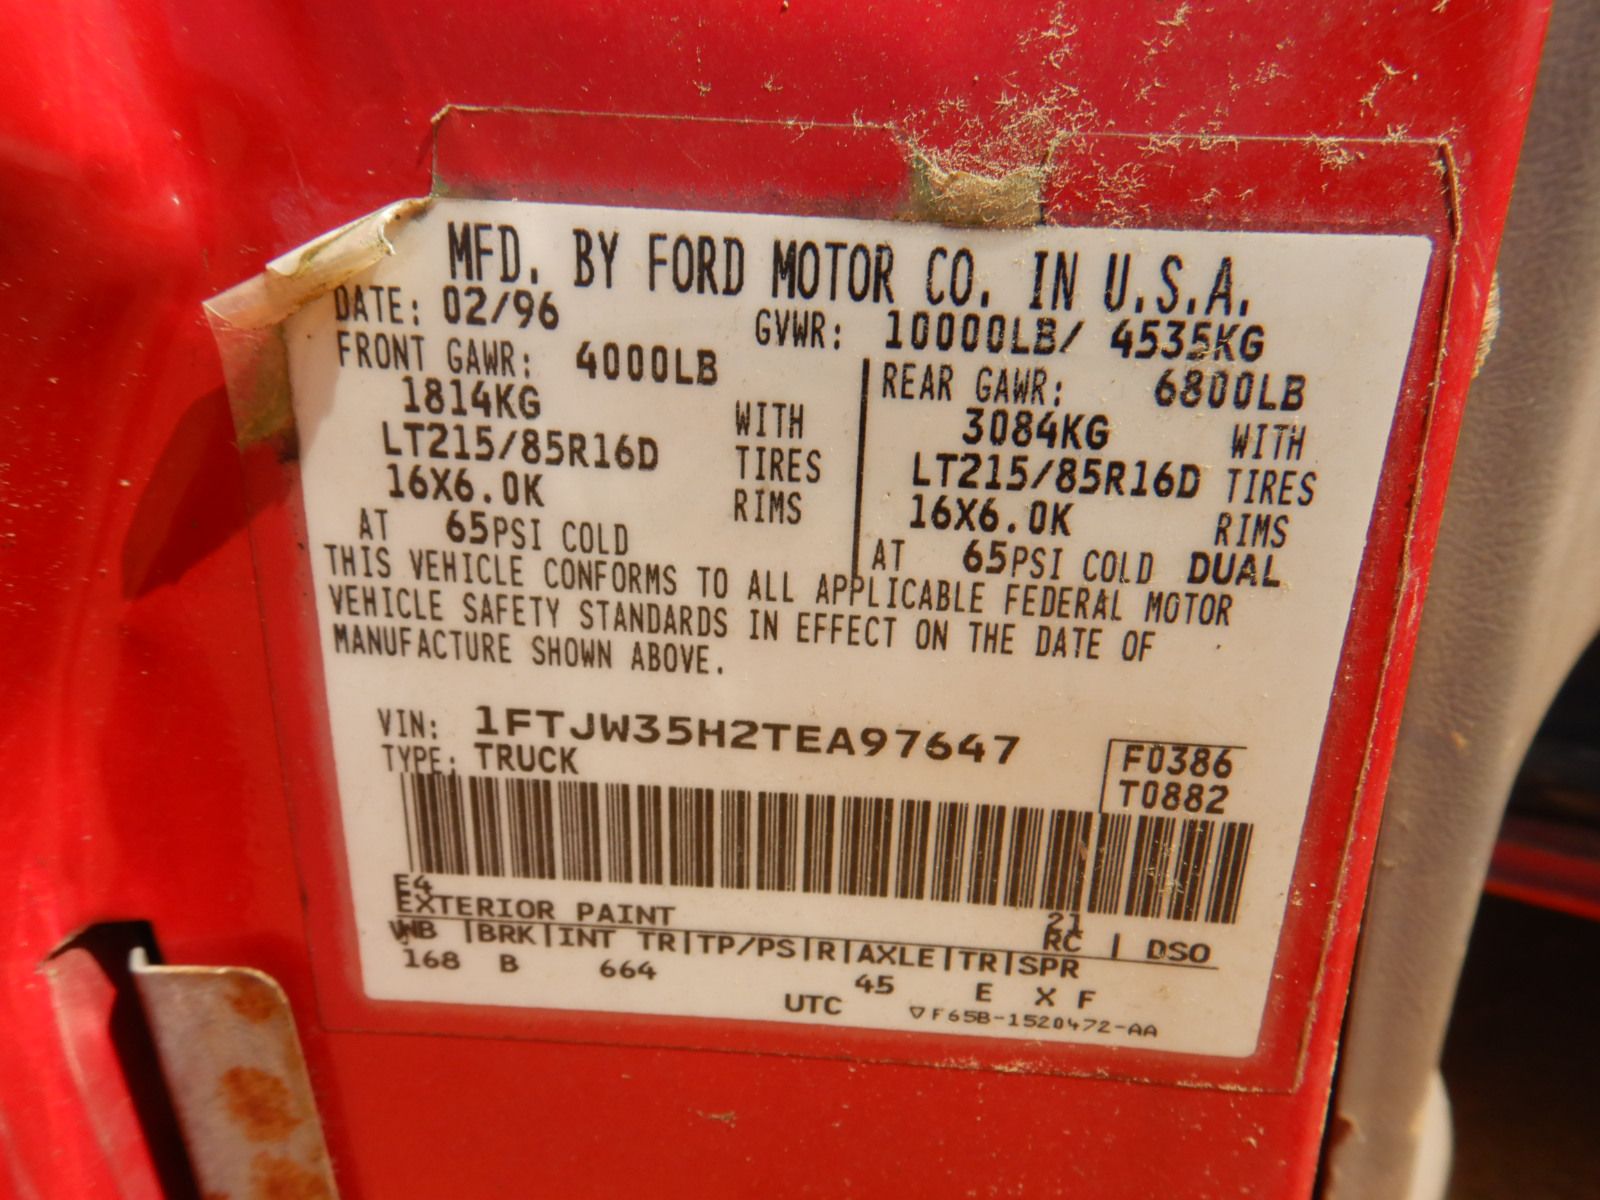 MFD. BY FORD MOTOR CO. IN U.S.A.
DATE: 02/96 GVWR: 10000LB/ 4535KG
FRONT GAWR: 4000LB REAR GAWR: 6800LB
1814KG WITH 3084KG WITH
LT215/85R16D TIRES LT215/85R16D TIRES
16X6.0K RIMS 16X6.0K RIMS
AT 65PSI COLD AT 65PSI COLD DUAL
THIS VEHICLE CONFORMS TO ALL APPLICABLE FEDERAL MOTOR
VEHICLE SAFETY STANDARDS IN EFFECT ON THE DATE OF
MANUFACTURE SHOWN ABOVE.
VIN: 1FTJW35H2TEA97647 F0386
TYPE: TRUCK T0882
E4 21
EXTERIOR PAINT RC DSO
WB | BRK | INT TR | TP/PS | R | AXLE | TR | SPR
168 B 664 45 E X F
UTC ▽F65B-1520472-AA